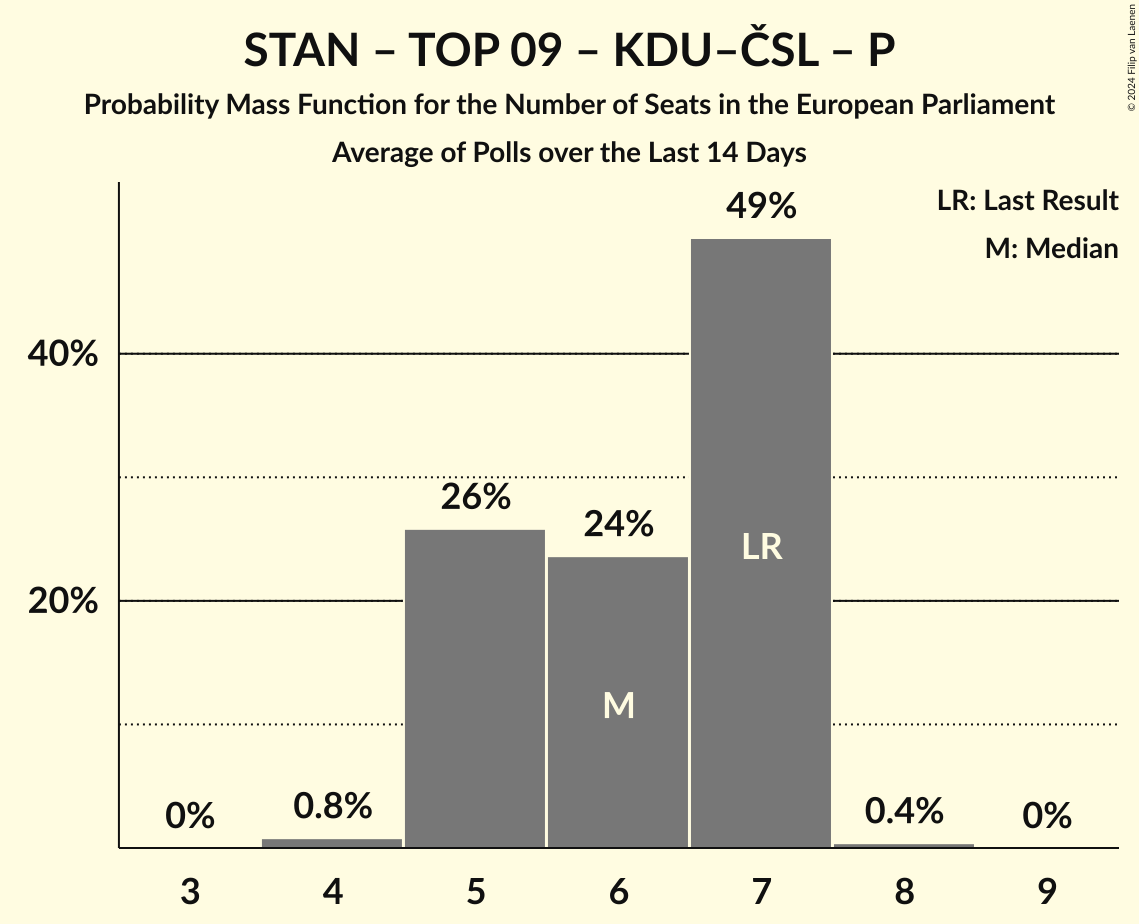 STAN – TOP 09 – KDU–ČSL – P
Probability Mass Function for the Number of Seats in the European Parliament
Average of Polls over the Last 14 Days
© 2024 Filip van Laenen
LR: Last Result
M: Median
40%
20%
0%
0.8%
26%
24%
49%
0.4%
0%
M
LR
3 4 5 6 7 8 9